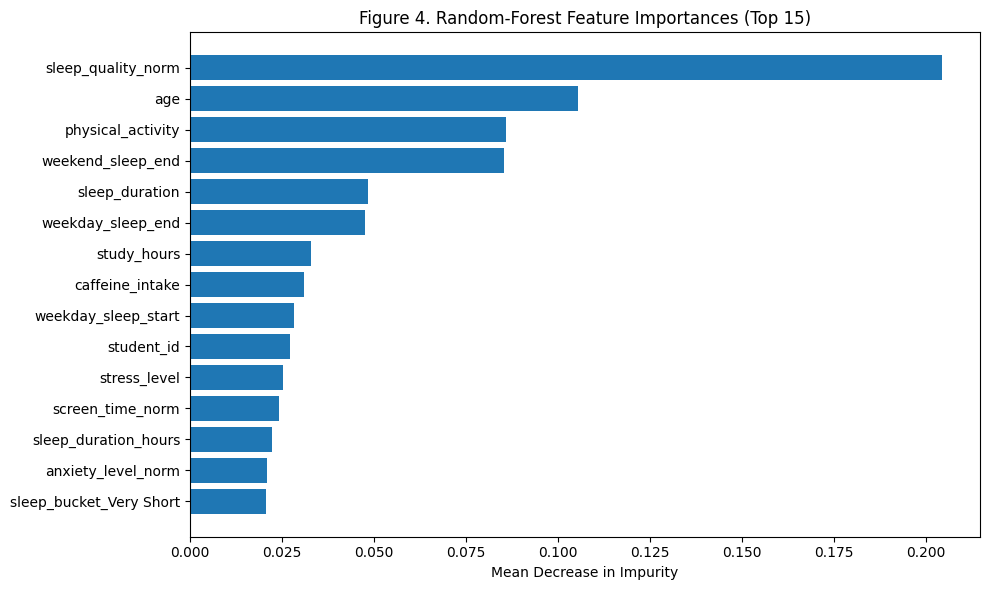 Figure 4. Random-Forest Feature Importances (Top 15)
sleep_quality_norm
age
physical_activity
weekend_sleep_end
sleep_duration
weekday_sleep_end
study_hours
caffeine_intake
weekday_sleep_start
student_id
stress_level
screen_time_norm
sleep_duration_hours
anxiety_level_norm
sleep_bucket_Very Short
0.000 0.025 0.050 0.075 0.100 0.125 0.150 0.175 0.200
Mean Decrease in Impurity